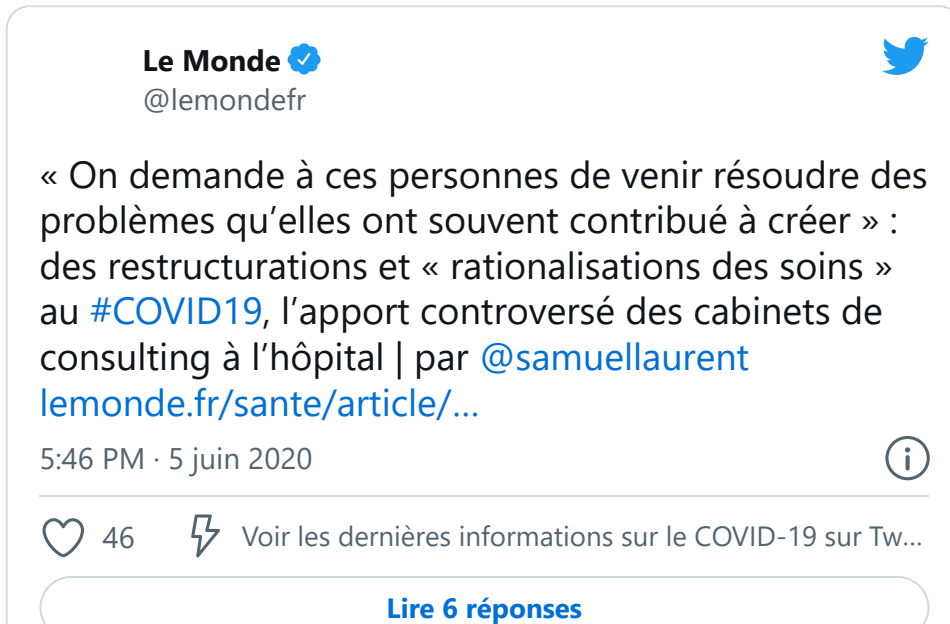 Le Monde
@lemondefr
« On demande à ces personnes de venir résoudre des
problèmes qu’elles ont souvent contribué à créer » :
des restructurations et « rationalisations des soins »
au #COVID19, l’apport controversé des cabinets de
consulting à l’hôpital | par @samuellaurent
lemonde.fr/sante/article/…
5:46 PM · 5 juin 2020
46 Voir les dernières informations sur le COVID-19 sur Tw…
Lire 6 réponses